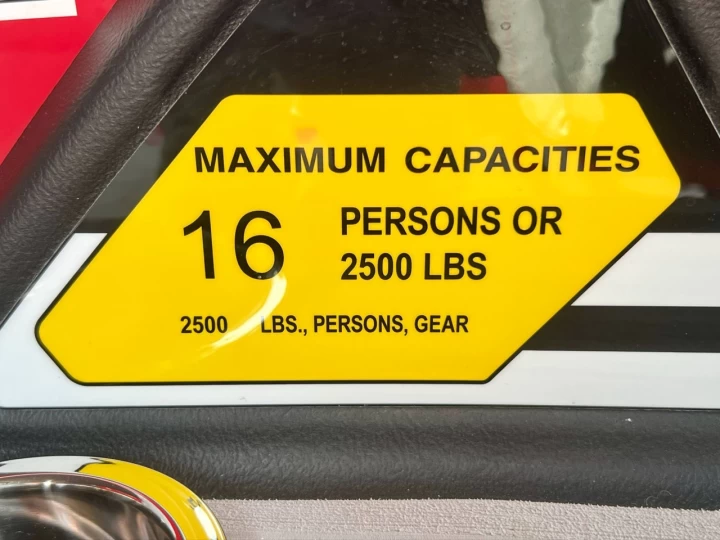 MAXIMUM CAPACITIES
16 PERSONS OR
2500 LBS
2500 LBS., PERSONS, GEAR